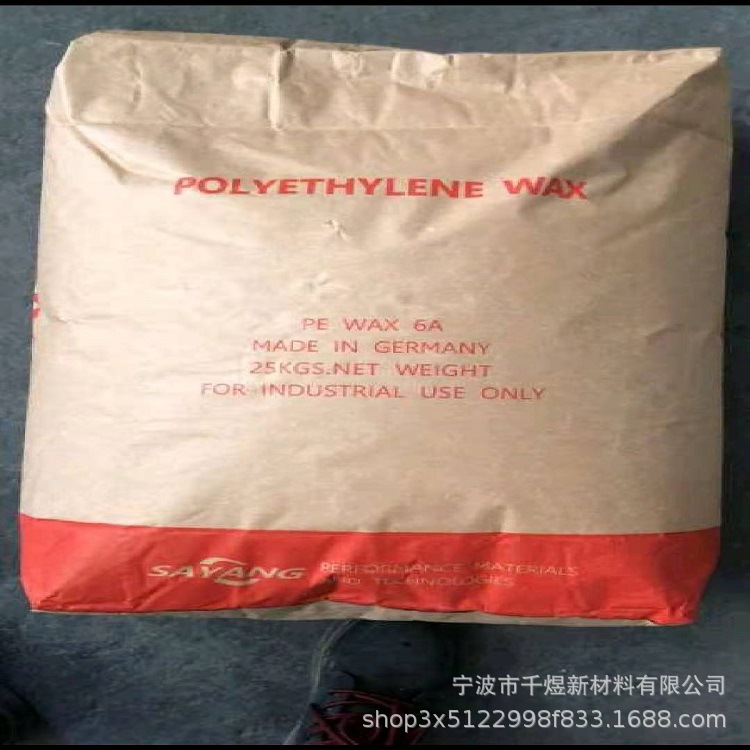 POLYETHYLENE WAX
PE WAX 6A
MADE IN GERMANY
25KGS.NET WEIGHT
FOR INDUSTRIAL USE ONLY
SAYANG
PERFORMANCE MATERIALS
AND TECHNOLOGIES
宁波市千煜新材料有限公司
shop3x5122998f833.1688.com